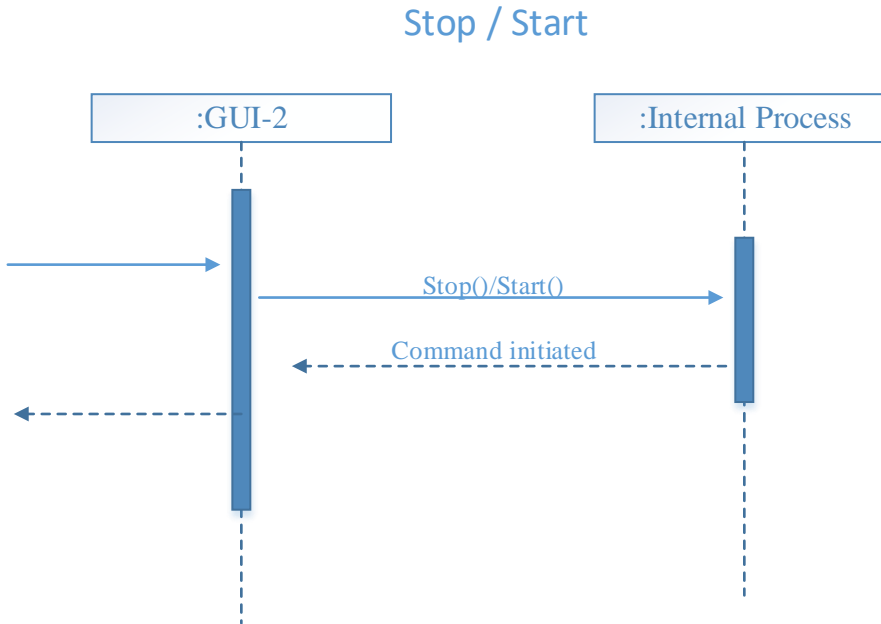 Stop / Start
:GUI-2
:Internal Process
Stop()/Start()
Command initiated